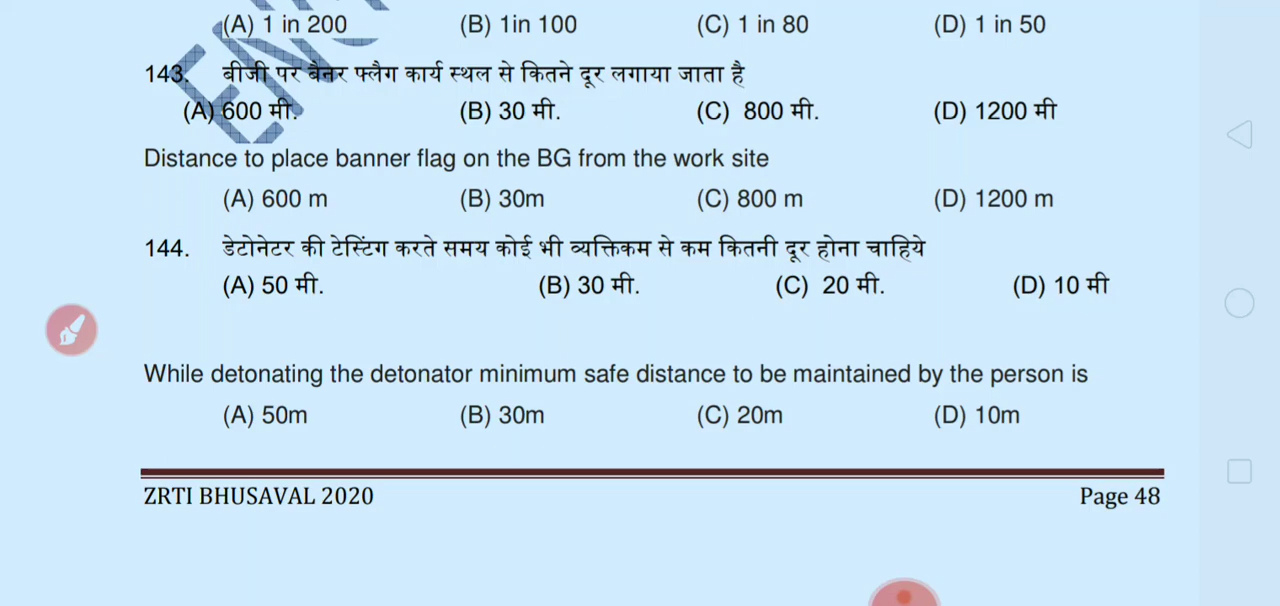 (A) 1 in 200 (B) 1in 100 (C) 1 in 80 (D) 1 in 50
143. बीजी पर बैनर फ्लैग कार्य स्थल से कितने दूर लगाया जाता है
(A) 600 मी. (B) 30 मी. (C) 800 मी. (D) 1200 मी
Distance to place banner flag on the BG from the work site
(A) 600 m (B) 30m (C) 800 m (D) 1200 m
144. डेटोनेटर की टेस्टिंग करते समय कोई भी व्यक्तिकम से कम कितनी दूर होना चाहिये
(A) 50 मी. (B) 30 मी. (C) 20 मी. (D) 10 मी
While detonating the detonator minimum safe distance to be maintained by the person is
(A) 50m (B) 30m (C) 20m (D) 10m
ZRTI BHUSAVAL 2020 Page 48